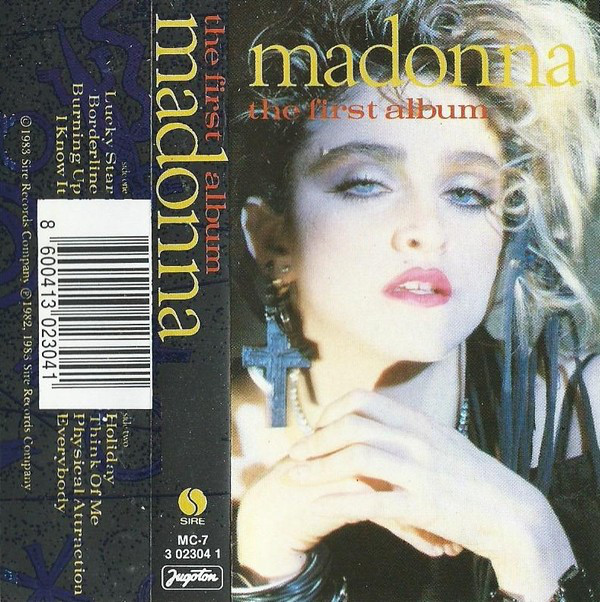 madonna
the first album
the first album
madonna
side one
Lucky Star
Borderline
Burning Up
I Know It
side two
Holiday
Think Of Me
Physical Attraction
Everybody
©1983 Sire Records Company ℗1982, 1983 Sire Records Company
8 600413 023041
SIRE
MC-7
3 02304 1
Jugoton